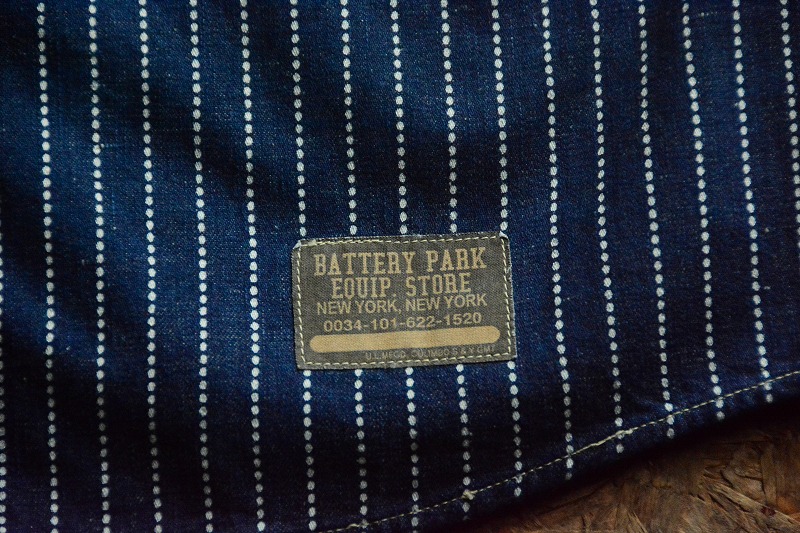 BATTERY PARK
EQUIP. STORE
NEW YORK, NEW YORK
0034-101-622-1520